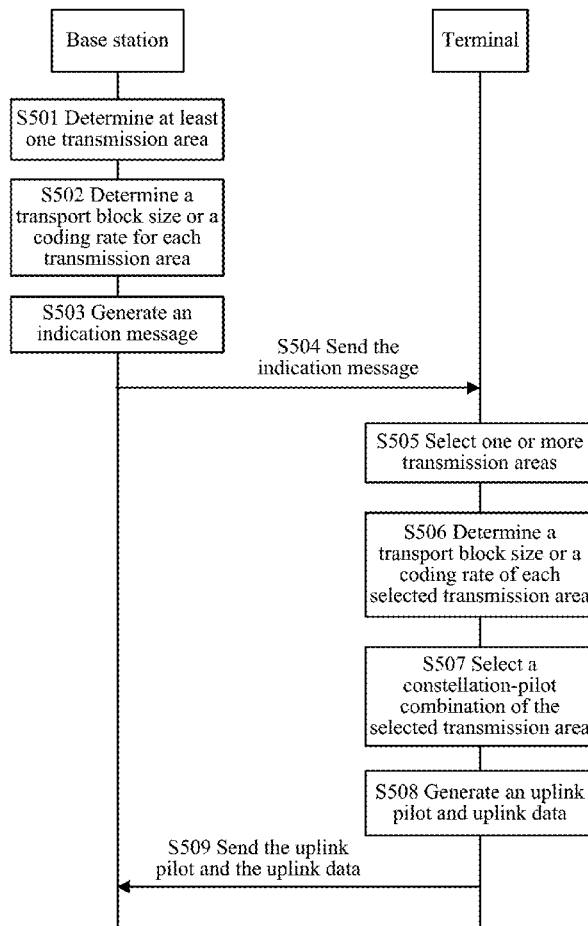 Base station
Terminal
S501 Determine at least
one transmission area
S502 Determine a
transport block size or a
coding rate for each
transmission area
S503 Generate an
indication message
S504 Send the
indication message
S505 Select one or more
transmission areas
S506 Determine a
transport block size or a
coding rate of each
selected transmission area
S507 Select a
constellation-pilot
combination of the
selected transmission area
S508 Generate an uplink
pilot and uplink data
S509 Send the uplink
pilot and the uplink data